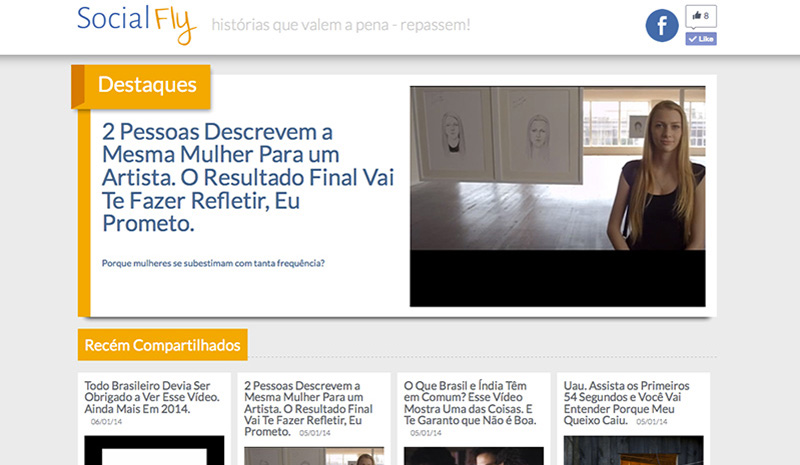 Social Fly
histórias que valem a pena - repassem!
8
Like
Destaques
2 Pessoas Descrevem a
Mesma Mulher Para um
Artista. O Resultado Final Vai
Te Fazer Refletir, Eu
Prometo.
Porque mulheres se subestimam com tanta frequência?
Recém Compartilhados
Todo Brasileiro Devia Ser
Obrigado a Ver Esse Vídeo.
Ainda Mais Em 2014.
06/01/14
2 Pessoas Descrevem a
Mesma Mulher Para um
Artista. O Resultado Final Vai
Te Fazer Refletir, Eu
Prometo. 05/01/14
O Que Brasil e Índia Têm
em Comum? Esse Vídeo
Mostra Uma das Coisas. E
Te Garanto que Não é Boa.
05/01/14
Uau. Assista os Primeiros
54 Segundos e Você Vai
Entender Porque Meu
Queixo Caiu. 05/01/14